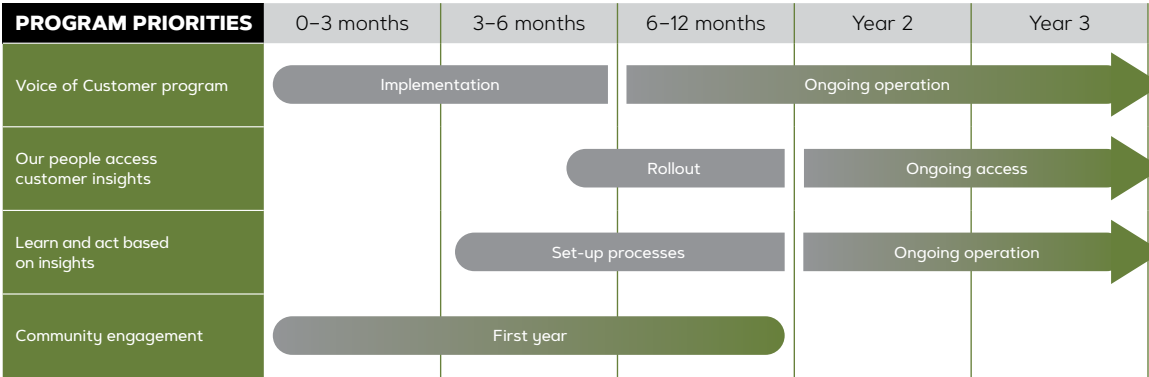 PROGRAM PRIORITIES 0–3 months 3–6 months 6–12 months Year 2 Year 3
Voice of Customer program Implementation Ongoing operation
Our people access
customer insights Rollout Ongoing access
Learn and act based
on insights Set-up processes Ongoing operation
Community engagement First year